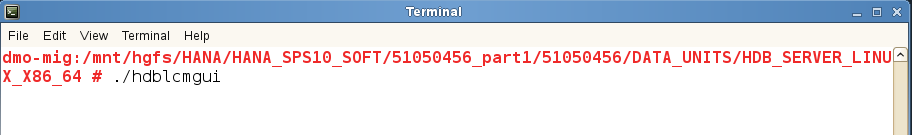 Terminal
File Edit View Terminal Help
dmo-mig:/mnt/hgfs/HANA/HANA_SPS10_SOFT/51050456_part1/51050456/DATA_UNITS/HDB_SERVER_LINU
X_X86_64 # ./hdblcmgui